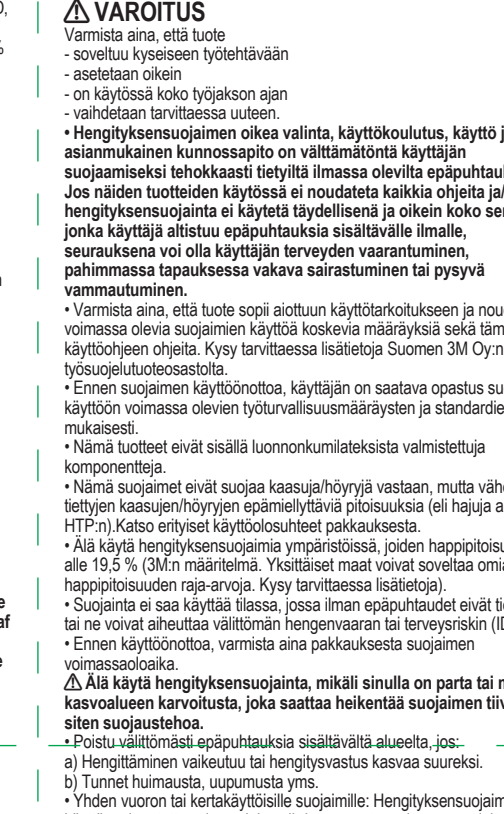 D,
%
n
e
af
e
⚠ VAROITUS
Varmista aina, että tuote
- soveltuu kyseiseen työtehtävään
- asetetaan oikein
- on käytössä koko työjakson ajan
- vaihdetaan tarvittaessa uuteen.
• Hengityksensuojaimen oikea valinta, käyttökoulutus, käyttö j
asianmukainen kunnossapito on välttämätöntä käyttäjän
suojaamiseksi tehokkaasti tietyiltä ilmassa olevilta epäpuhtau
Jos näiden tuotteiden käytössä ei noudateta kaikkia ohjeita ja/
hengityksensuojainta ei käytetä täydellisenä ja oikein koko se
jonka käyttäjä altistuu epäpuhtauksia sisältävälle ilmalle,
seurauksena voi olla käyttäjän terveyden vaarantuminen,
pahimmassa tapauksessa vakava sairastuminen tai pysyvä
vammautuminen.
• Varmista aina, että tuote sopii aiottuun käyttötarkoitukseen ja nou
voimassa olevia suojaimien käyttöä koskevia määräyksiä sekä täm
käyttöohjeen ohjeita. Kysy tarvittaessa lisätietoja Suomen 3M Oy:n
työsuojelutuoteosastolta.
• Ennen suojaimen käyttöönottoa, käyttäjän on saatava opastus su
käyttöön voimassa olevien työturvallisuusmääräysten ja standardie
mukaisesti.
• Nämä tuotteet eivät sisällä luonnonkumilateksista valmistettuja
komponentteja.
• Nämä suojaimet eivät suojaa kaasuja/höyryjä vastaan, mutta väh
tiettyjen kaasujen/höyryjen epämiellyttäviä pitoisuuksia (eli hajuja a
HTP:n).Katso erityiset käyttöolosuhteet pakkauksesta.
• Älä käytä hengityksensuojaimia ympäristöissä, joiden happipitoisu
alle 19,5 % (3M:n määritelmä. Yksittäiset maat voivat soveltaa omia
happipitoisuuden raja-arvoja. Kysy tarvittaessa lisätietoja).
• Suojainta ei saa käyttää tilassa, jossa ilman epäpuhtaudet eivät ti
tai ne voivat aiheuttaa välittömän hengenvaaran tai terveysriskin (I
• Ennen käyttöönottoa, varmista aina pakkauksesta suojaimen
voimassaoloaika.
⚠ Älä käytä hengityksensuojainta, mikäli sinulla on parta tai m
kasvoalueen karvoitusta, joka saattaa heikentää suojaimen tiiv
siten suojaustehoa.
• Poistu välittömästi epäpuhtauksia sisältävältä alueelta, jos:
a) Hengittäminen vaikeutuu tai hengitysvastus kasvaa suureksi.
b) Tunnet huimausta, uupumusta yms.
• Yhden vuoron tai kertakäyttöisille suojaimille: Hengityksensuojaim